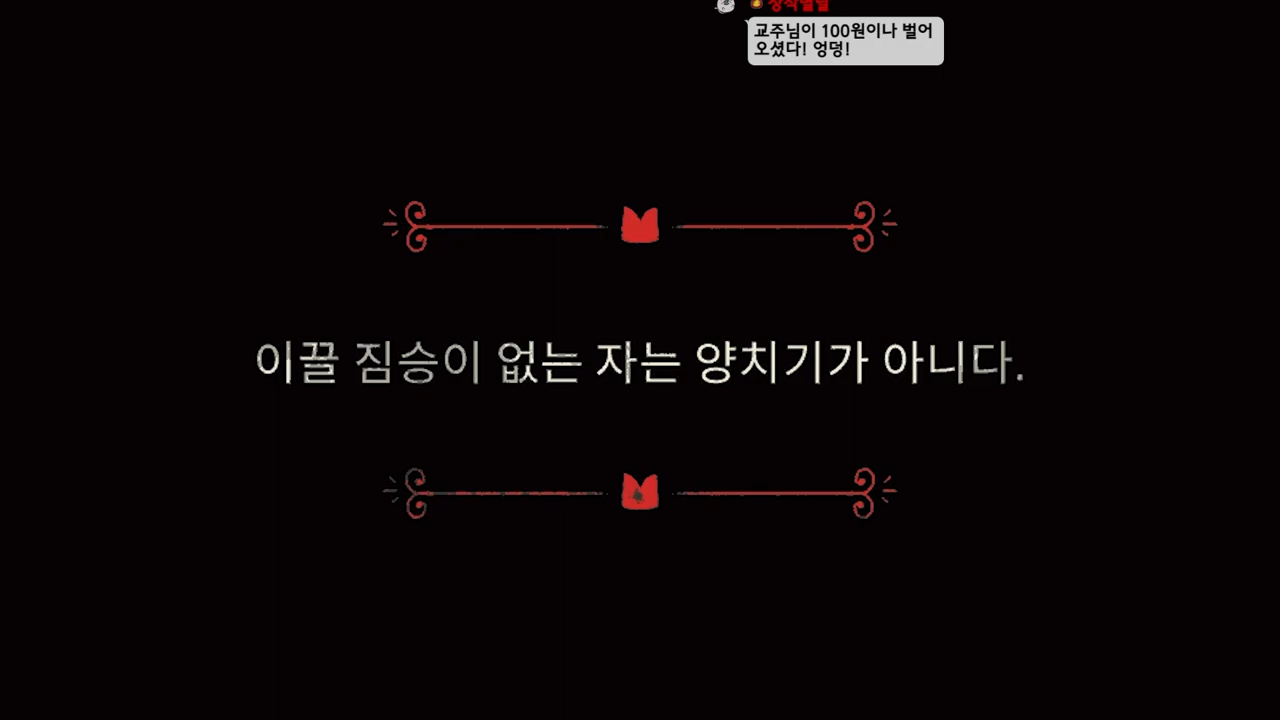 교주님이 100원이나 벌어
오셨다! 엉덩!
이끌 짐승이 없는 자는 양치기가 아니다.